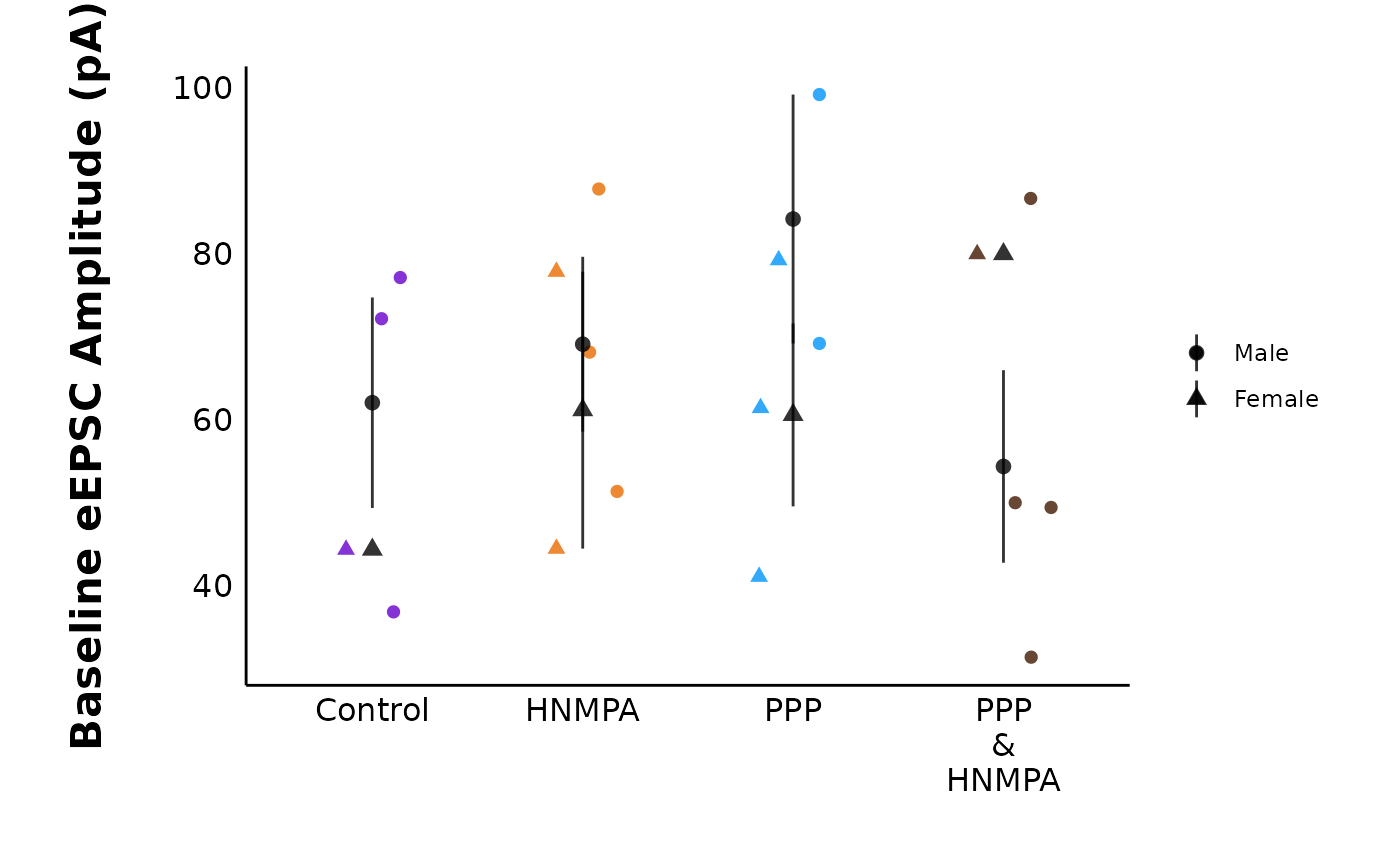 Baseline eEPSC Amplitude (pA)
100
80
60
40
Control
HNMPA
PPP
PPP
&
HNMPA
Male
Female